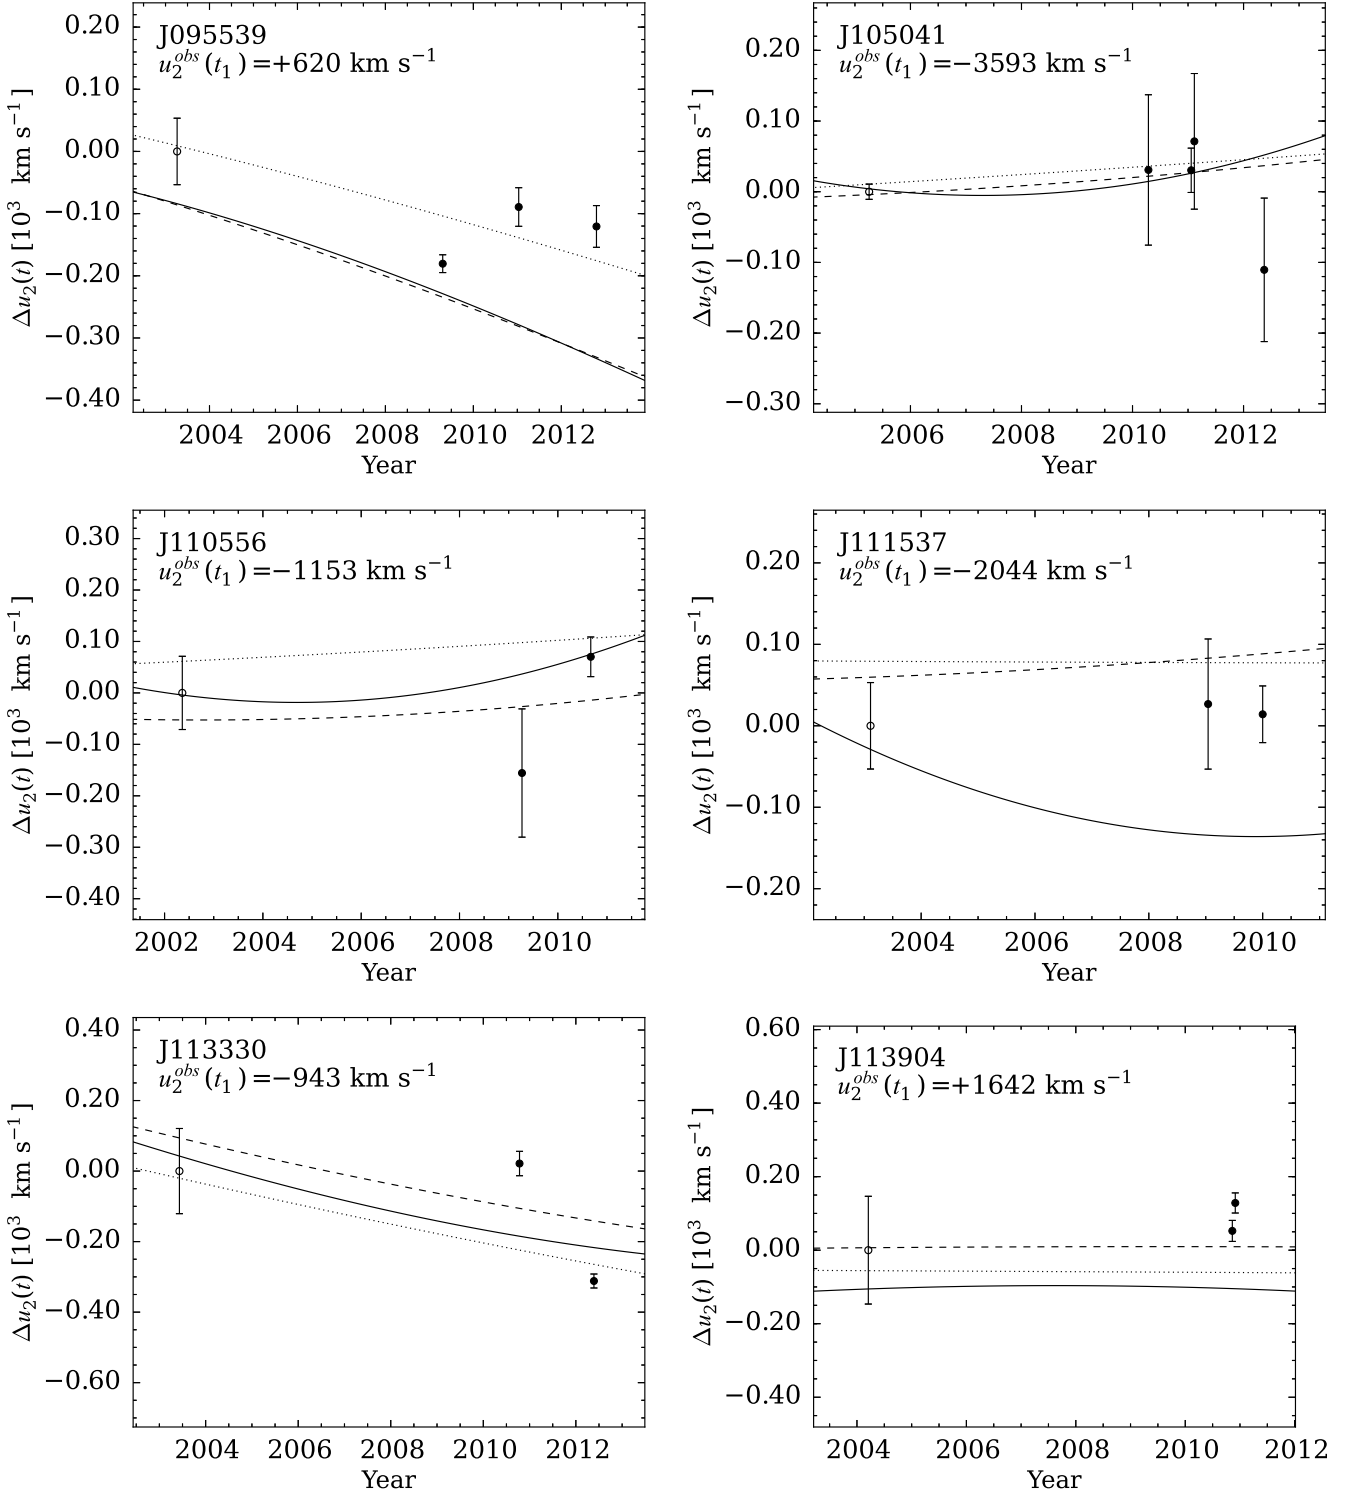 J095539
u₂ᵒᵇˢ(t₁)=+620 km s⁻¹
Δu₂(t) [10³ km s⁻¹]
0.20
0.10
0.00
−0.10
−0.20
−0.30
−0.40
2004 2006 2008 2010 2012
Year
J105041
u₂ᵒᵇˢ(t₁)=−3593 km s⁻¹
Δu₂(t) [10³ km s⁻¹]
0.20
0.10
0.00
−0.10
−0.20
−0.30
2006 2008 2010 2012
Year
J110556
u₂ᵒᵇˢ(t₁)=−1153 km s⁻¹
Δu₂(t) [10³ km s⁻¹]
0.30
0.20
0.10
0.00
−0.10
−0.20
−0.30
−0.40
2002 2004 2006 2008 2010
Year
J111537
u₂ᵒᵇˢ(t₁)=−2044 km s⁻¹
Δu₂(t) [10³ km s⁻¹]
0.20
0.10
0.00
−0.10
−0.20
2004 2006 2008 2010
Year
J113330
u₂ᵒᵇˢ(t₁)=−943 km s⁻¹
Δu₂(t) [10³ km s⁻¹]
0.40
0.20
0.00
−0.20
−0.40
−0.60
2004 2006 2008 2010 2012
Year
J113904
u₂ᵒᵇˢ(t₁)=+1642 km s⁻¹
Δu₂(t) [10³ km s⁻¹]
0.60
0.40
0.20
0.00
−0.20
−0.40
2004 2006 2008 2010 2012
Year